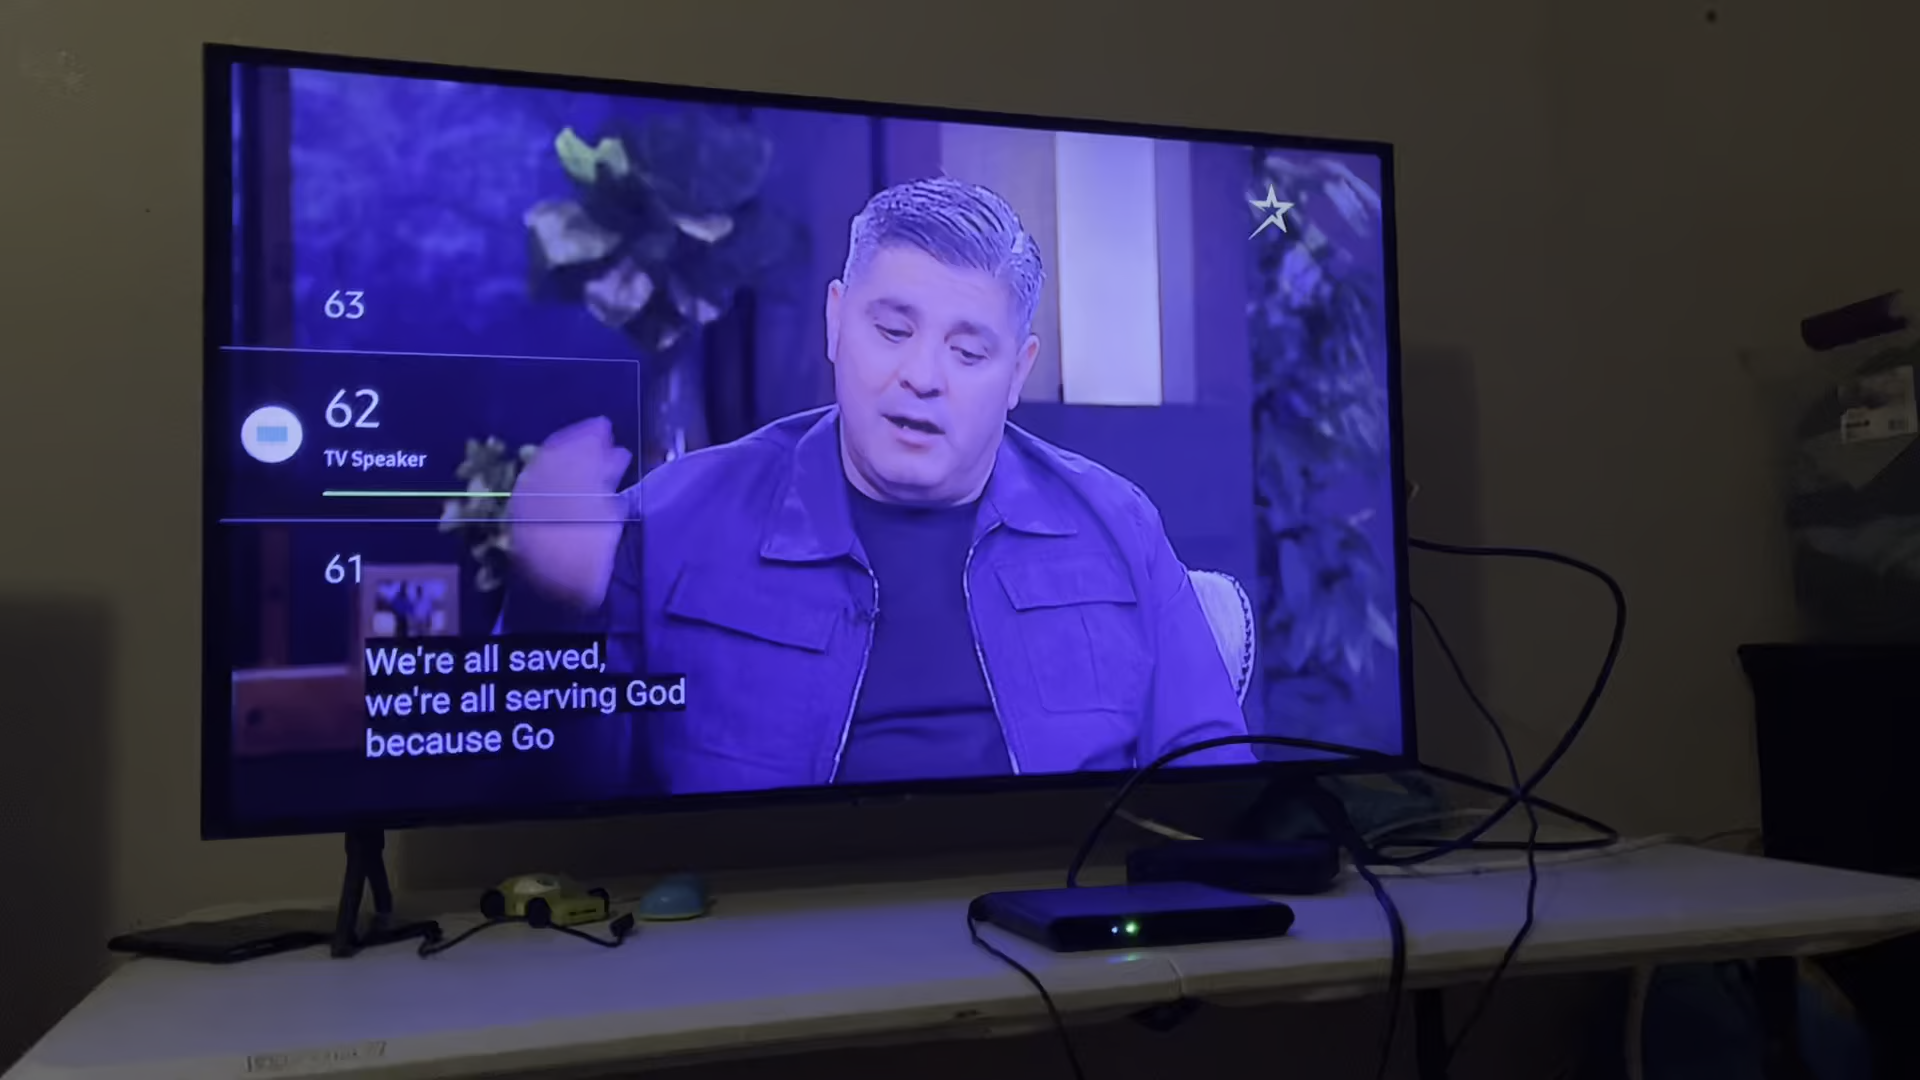 63
62
TV Speaker
61
We're all saved,
we're all serving God
because Go